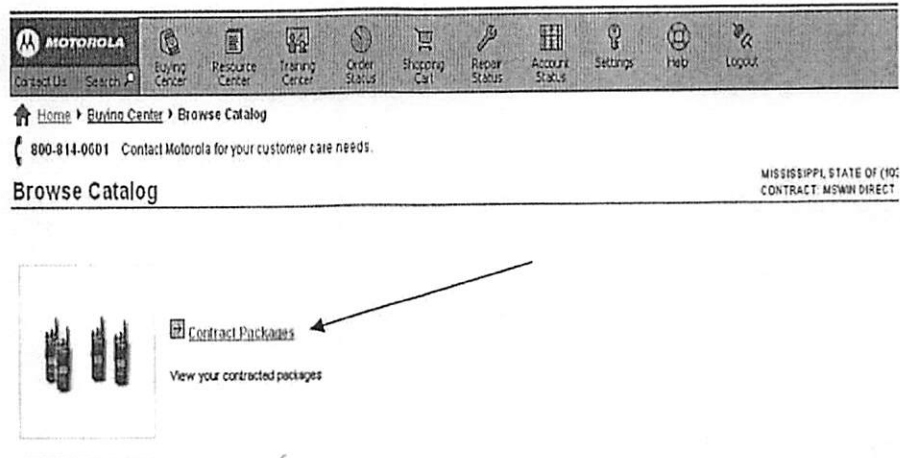 MOTOROLA
Contact Us Search
Buying Center
Resource Center
Training Center
Order Status
Shopping Cart
Repair Status
Account Status
Settings
Help
Logout
Home Buying Center Browse Catalog
800-814-0601 Contact Motorola for your customer care needs.
MISSISSIPPI, STATE OF (10
Browse Catalog
CONTRACT: MSWIN DIRECT
Contract Packages
View your contracted packages